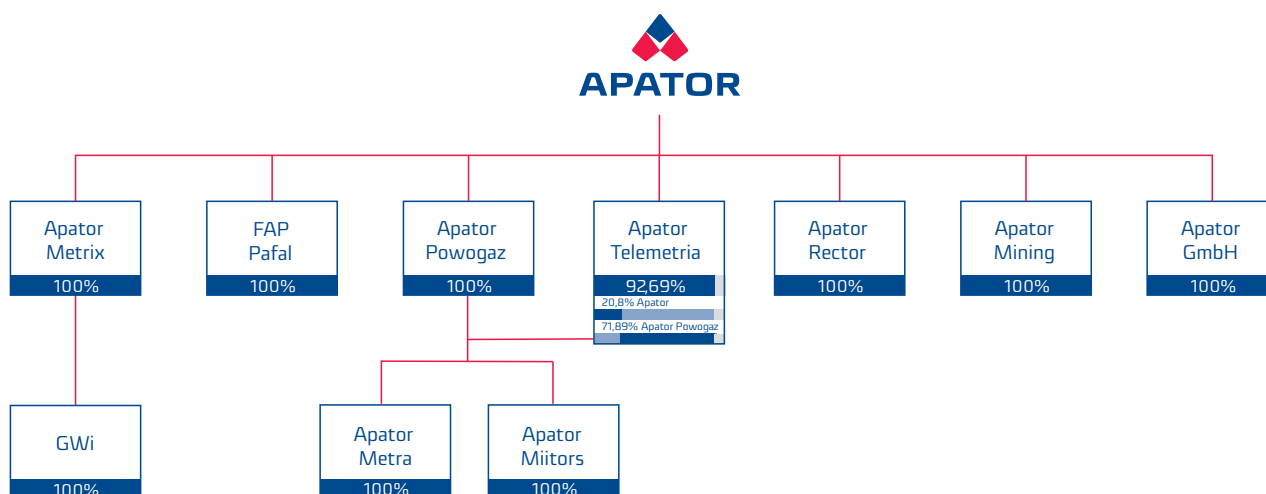 APATOR
Apator
Metrix
100%
FAP
Pafal
100%
Apator
Powogaz
100%
Apator
Telemetria
92,69%
20,8% Apator
71,89% Apator Powogaz
Apator
Rector
100%
Apator
Mining
100%
Apator
GmbH
100%
GWi
100%
Apator
Metra
100%
Apator
Miitors
100%